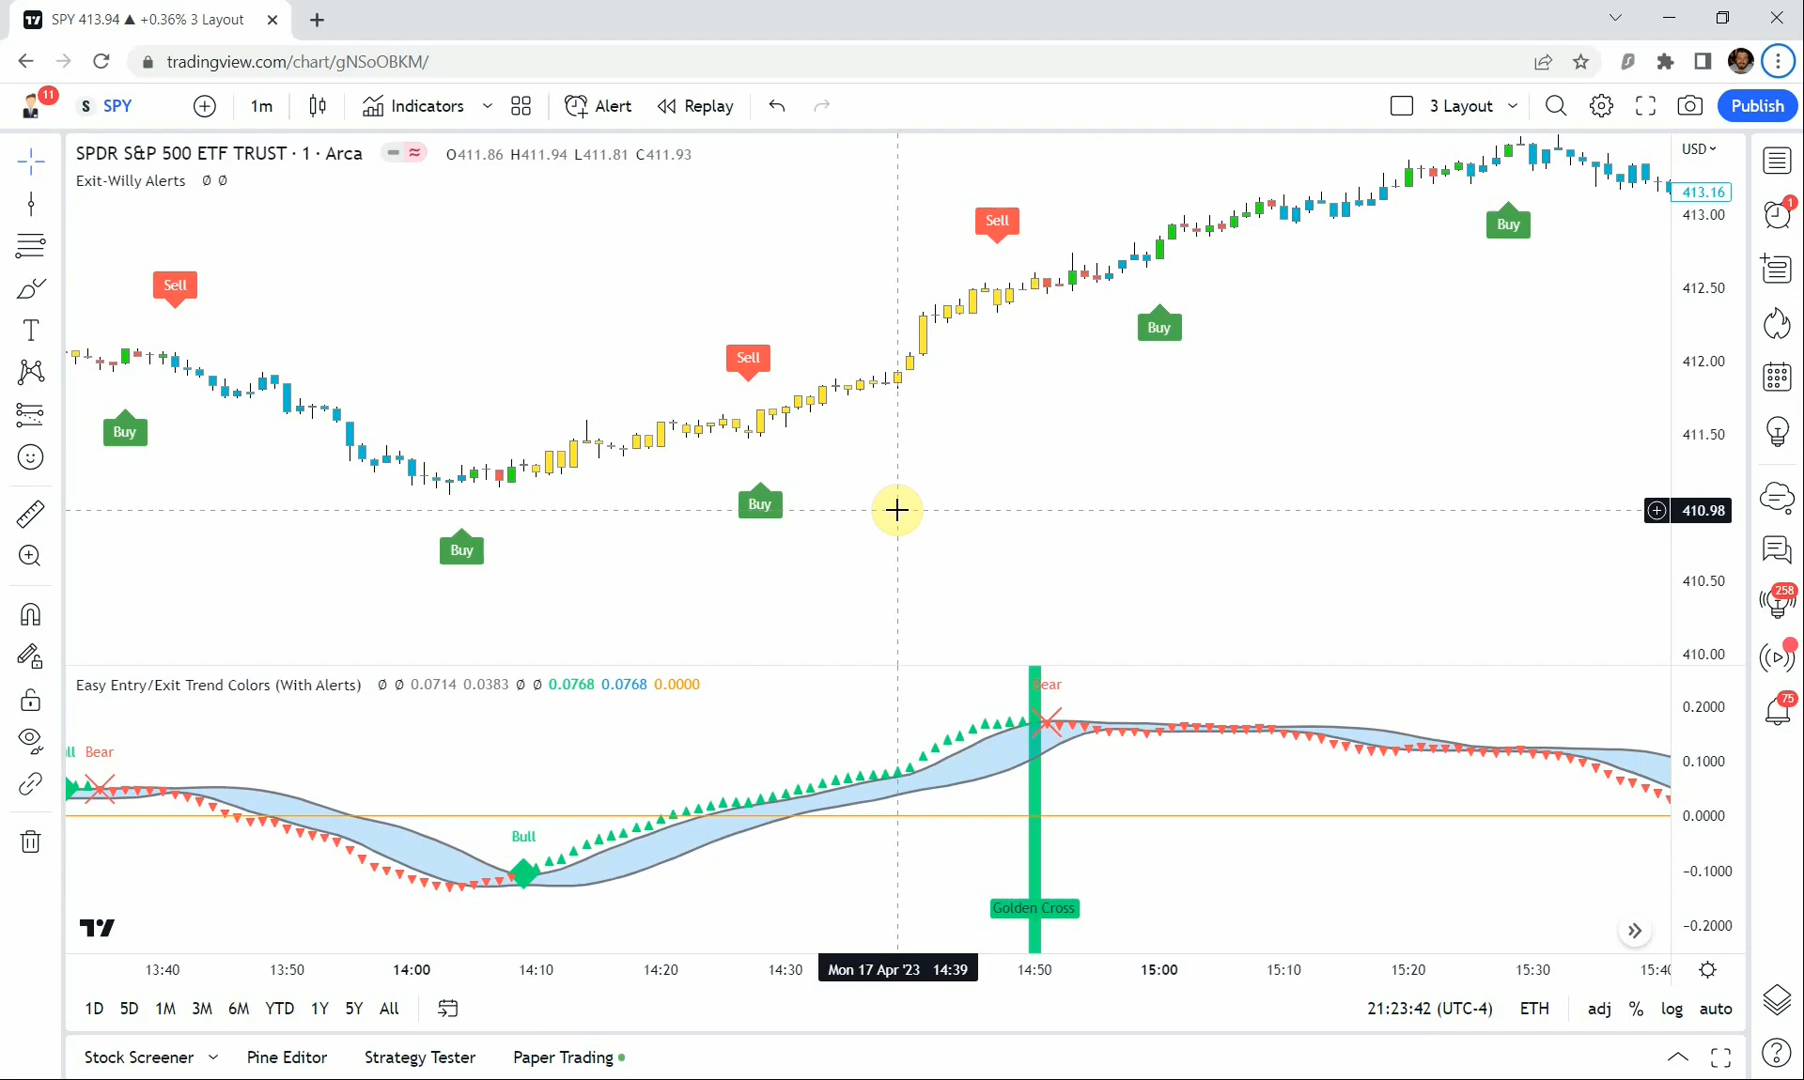 SPY 413.94 ▲ +0.36% 3 Layout
tradingview.com/chart/gNSoOBKM/
11
S SPY
1m
Indicators
Alert
Replay
3 Layout
Publish
SPDR S&P 500 ETF TRUST · 1 · Arca
O411.86 H411.94 L411.81 C411.93
USD
Exit-Willy Alerts ∅ ∅
413.16
413.00
412.50
412.00
411.50
410.98
410.50
410.00
Sell
Sell
Sell
Buy
Buy
Buy
Buy
Buy
1
258
75
Easy Entry/Exit Trend Colors (With Alerts) ∅ ∅ 0.0714 0.0383 ∅ ∅ 0.0768 0.0768 0.0000
Bear
ll Bear
Bull
Golden Cross
0.2000
0.1000
0.0000
−0.1000
−0.2000
13:40 13:50 14:00 14:10 14:20 14:30 Mon 17 Apr '23 14:39 14:50 15:00 15:10 15:20 15:30 15:40
1D 5D 1M 3M 6M YTD 1Y 5Y All
21:23:42 (UTC-4) ETH adj % log auto
Stock Screener Pine Editor Strategy Tester Paper Trading